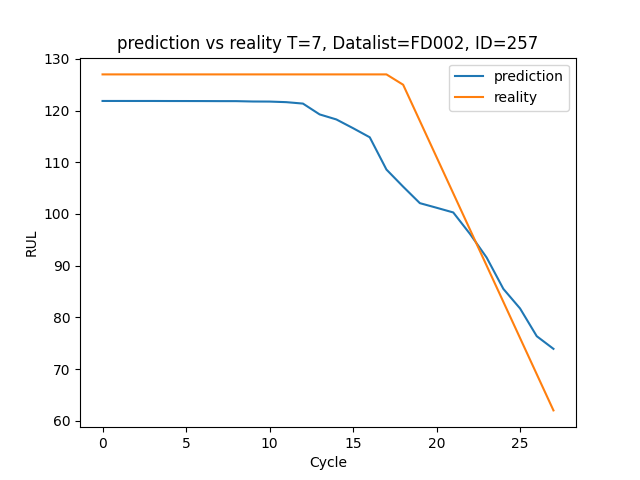 prediction vs reality T=7, Datalist=FD002, ID=257
130
120
110
100
90
80
70
60
RUL
prediction
reality
0 5 10 15 20 25
Cycle